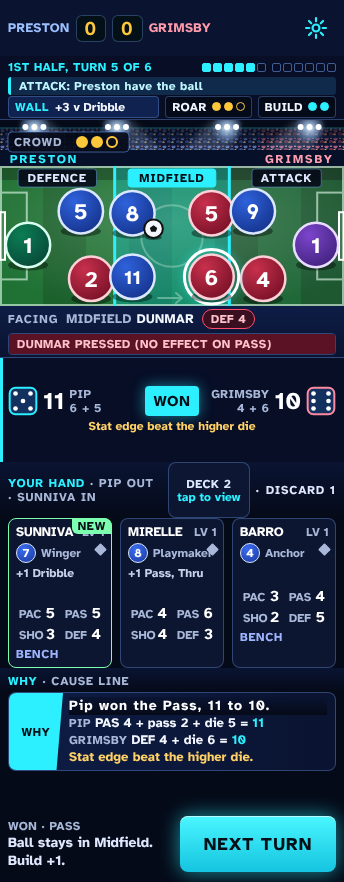 PRESTON 0 0 GRIMSBY
1ST HALF, TURN 5 OF 6
ATTACK: Preston have the ball
WALL +3 v Dribble ROAR BUILD
CROWD
PRESTON GRIMSBY
DEFENCE MIDFIELD ATTACK
5 8 5 9
1 1
2 11 6 4
FACING MIDFIELD DUNMAR DEF 4
DUNMAR PRESSED (NO EFFECT ON PASS)
11 PIP 6 + 5 WON GRIMSBY 4 + 6 10
Stat edge beat the higher die
YOUR HAND · PIP OUT · SUNNIVA IN DECK 2 tap to view · DISCARD 1
NEW
SUNNIVA
7 Winger
+1 Dribble
PAC 5 PAS 5
SHO 3 DEF 4
BENCH
MIRELLE LV 1
8 Playmaker
+1 Pass, Thru
PAC 4 PAS 6
SHO 4 DEF 3
BARRO LV 1
4 Anchor
PAC 3 PAS 4
SHO 2 DEF 5
BENCH
WHY · CAUSE LINE
WHY
Pip won the Pass, 11 to 10.
PIP PAS 4 + pass 2 + die 5 = 11
GRIMSBY DEF 4 + die 6 = 10
Stat edge beat the higher die.
WON · PASS
Ball stays in Midfield.
Build +1.
NEXT TURN